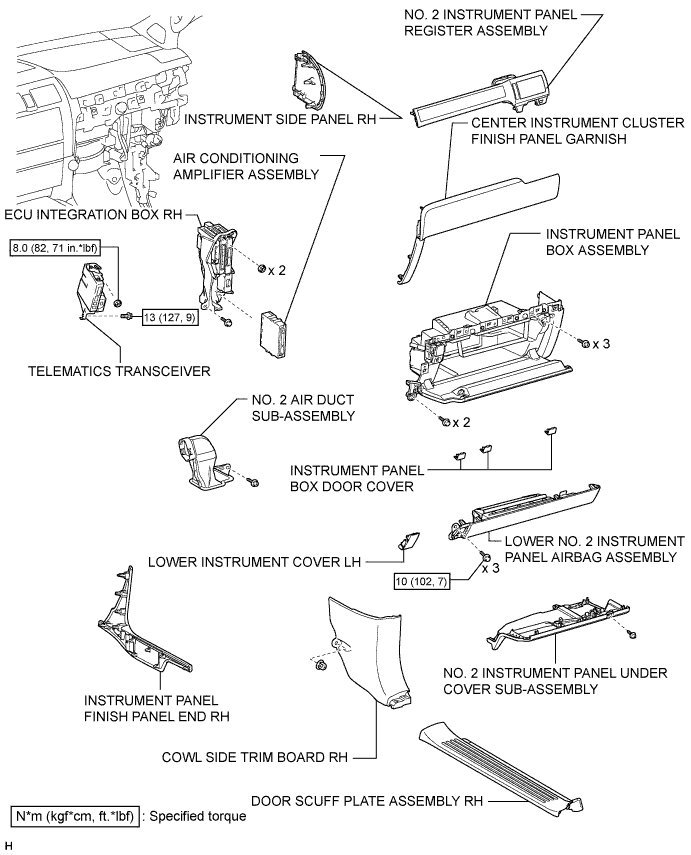 NO. 2 INSTRUMENT PANEL
REGISTER ASSEMBLY
INSTRUMENT SIDE PANEL RH
CENTER INSTRUMENT CLUSTER
FINISH PANEL GARNISH
AIR CONDITIONING
AMPLIFIER ASSEMBLY
ECU INTEGRATION BOX RH
INSTRUMENT PANEL
BOX ASSEMBLY
8.0 (82, 71 in.*lbf)
x 2
13 (127, 9)
x 3
TELEMATICS TRANSCEIVER
NO. 2 AIR DUCT
SUB-ASSEMBLY
x 2
INSTRUMENT PANEL
BOX DOOR COVER
LOWER NO. 2 INSTRUMENT
PANEL AIRBAG ASSEMBLY
LOWER INSTRUMENT COVER LH
x 3
10 (102, 7)
NO. 2 INSTRUMENT PANEL UNDER
COVER SUB-ASSEMBLY
INSTRUMENT PANEL
FINISH PANEL END RH
COWL SIDE TRIM BOARD RH
DOOR SCUFF PLATE ASSEMBLY RH
N*m (kgf*cm, ft.*lbf) : Specified torque
H